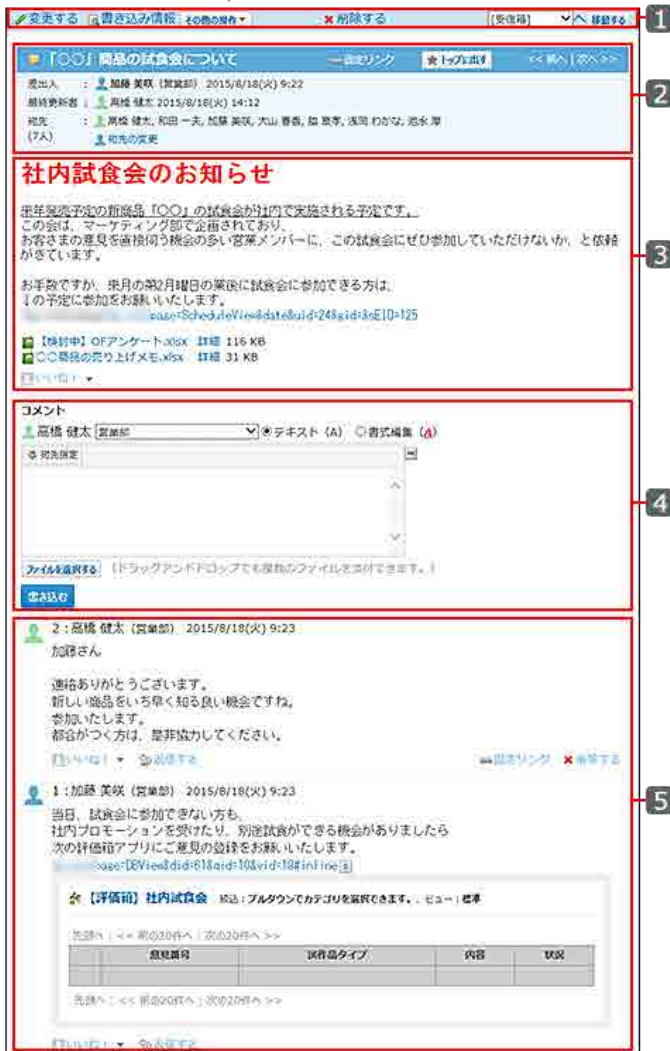 変更する 書き込み情報 その他の操作▼ ×削除する [受信箱] へ 移動する
1
「〇〇」商品の試食会について 固定リンク ★トップに出す << 前へ | 次へ >>
差出人 : 加藤 美咲 (営業部) 2015/8/18(火) 9:22
最終更新者 : 高橋 健太 2015/8/18(火) 14:12
宛先 : 高橋 健太, 和田 一夫, 加藤 美咲, 大山 春香, 浅岡 わかな, 池永 厚
(7人) 宛先の変更
2
社内試食会のお知らせ
来年発売予定の新商品「〇〇」の試食会が社内で実施される予定です。
この会は、マーケティング部で企画されており、
お客さまの意見を直接伺う機会の多い営業メンバーに、この試食会にぜひ参加していただけないか、と依頼
がきています。
お手数ですが、来月の第2月曜日の業後に試食会に参加できる方は、
↓の予定に参加をお願いいたします。
page=ScheduleView&date&uid=24&gid=&nEID=125
【検討中】OFアンケート.xlsx 詳細 116 KB
〇〇商品の売り上げメモ.xlsx 詳細 31 KB
いいね! ▼
3
コメント
高橋 健太 営業部 テキスト (A) 書式編集 (A)
宛先指定
ファイルを選択する (ドラッグアンドドロップでも複数のファイルを添付できます。)
書き込む
4
2:高橋 健太 (営業部) 2015/8/18(火) 9:23
加藤さん
連絡ありがとうございます。
新しい商品をいち早く知る良い機会ですね。
参加いたします。
都合がつく方は、是非協力してください。
いいね! ▼ 返信する 固定リンク ×削除する
1:加藤 美咲 (営業部) 2015/8/18(火) 9:23
当日、試食会に参加できない方も、
社内プロモーションを受けたり、別途試食ができる機会がありましたら
次の評価箱アプリにご意見の登録をお願いいたします。
page=DBView&did=61&qid=10&vid=18#inline
【評価箱】社内試食会 絞込:プルダウンでカテゴリを選択できます。, ビュー:標準
先頭へ | << 前の20件へ | 次の20件へ >>
意見番号 試作品タイプ 内容 状況
先頭へ | << 前の20件へ | 次の20件へ >>
いいね! ▼ 返信する
5